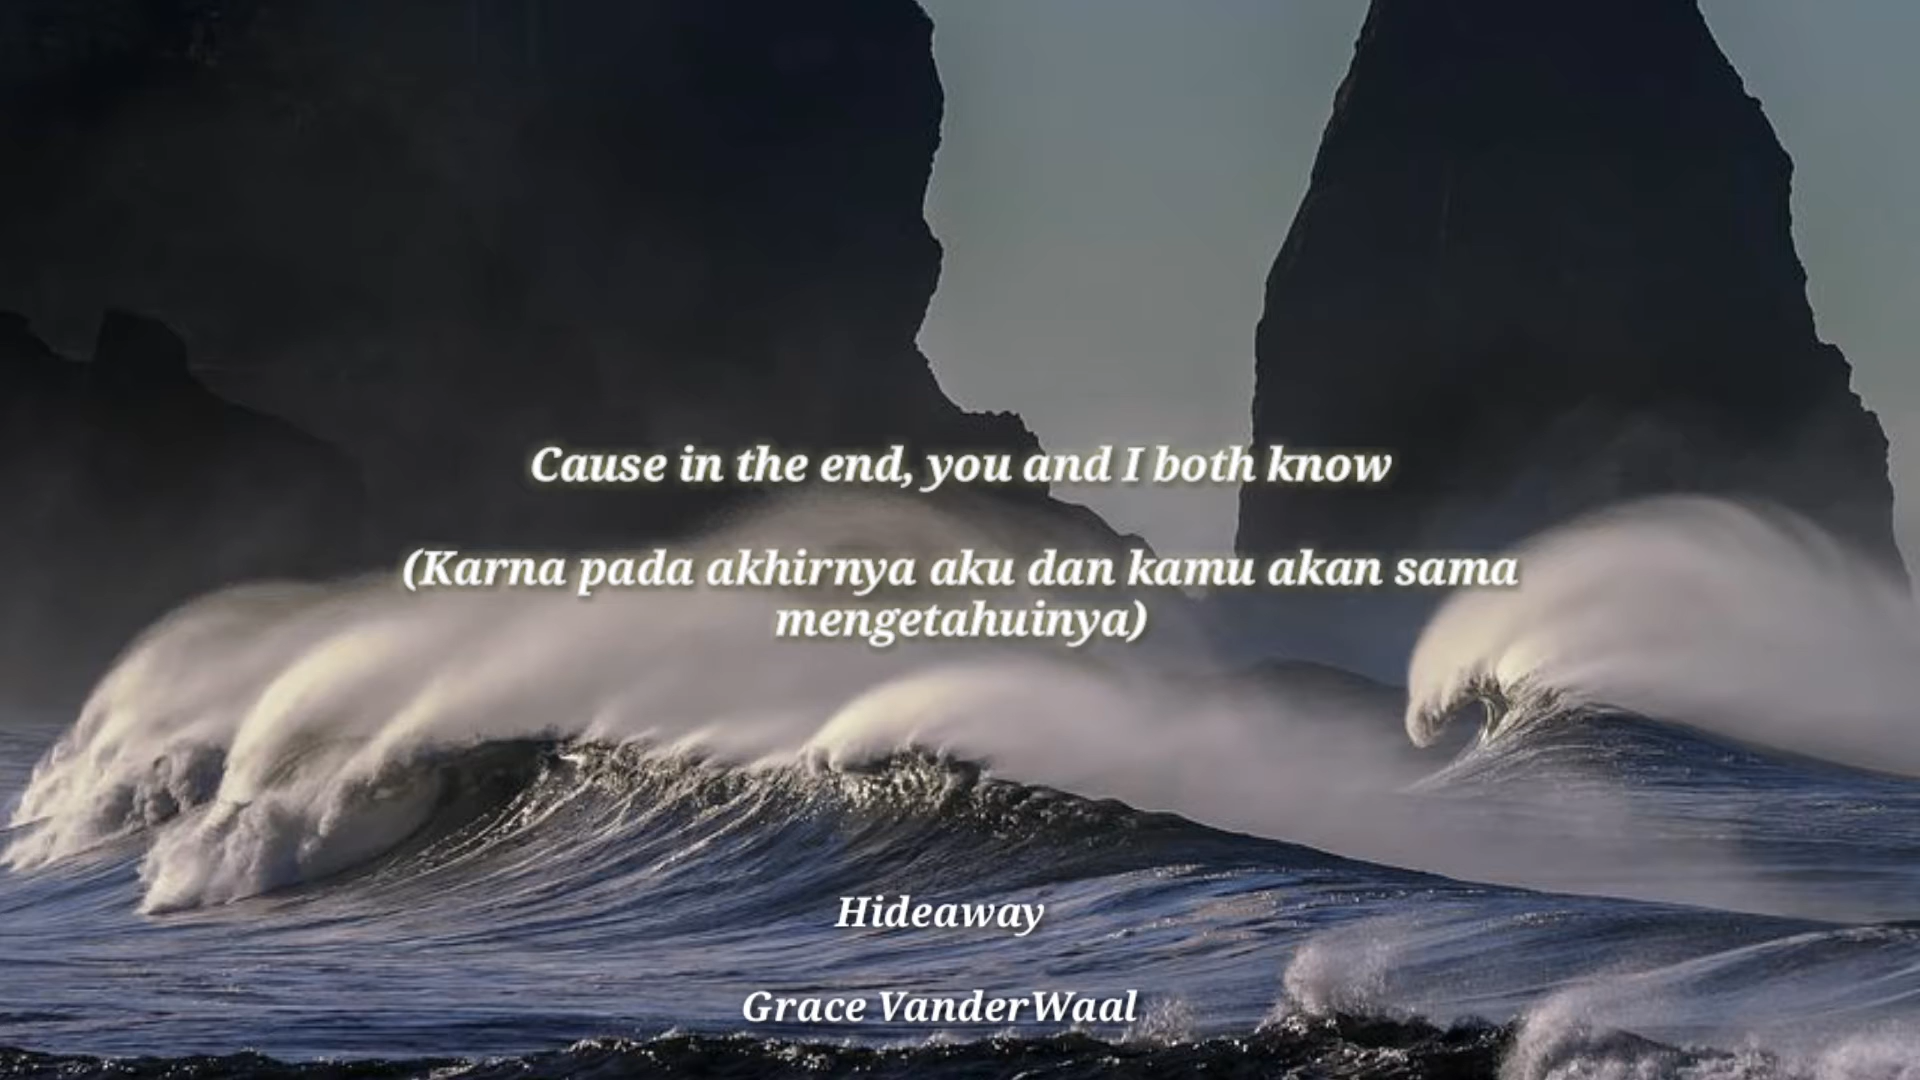 Cause in the end, you and I both know
(Karna pada akhirnya aku dan kamu akan sama
mengetahuinya)
Hideaway
Grace VanderWaal